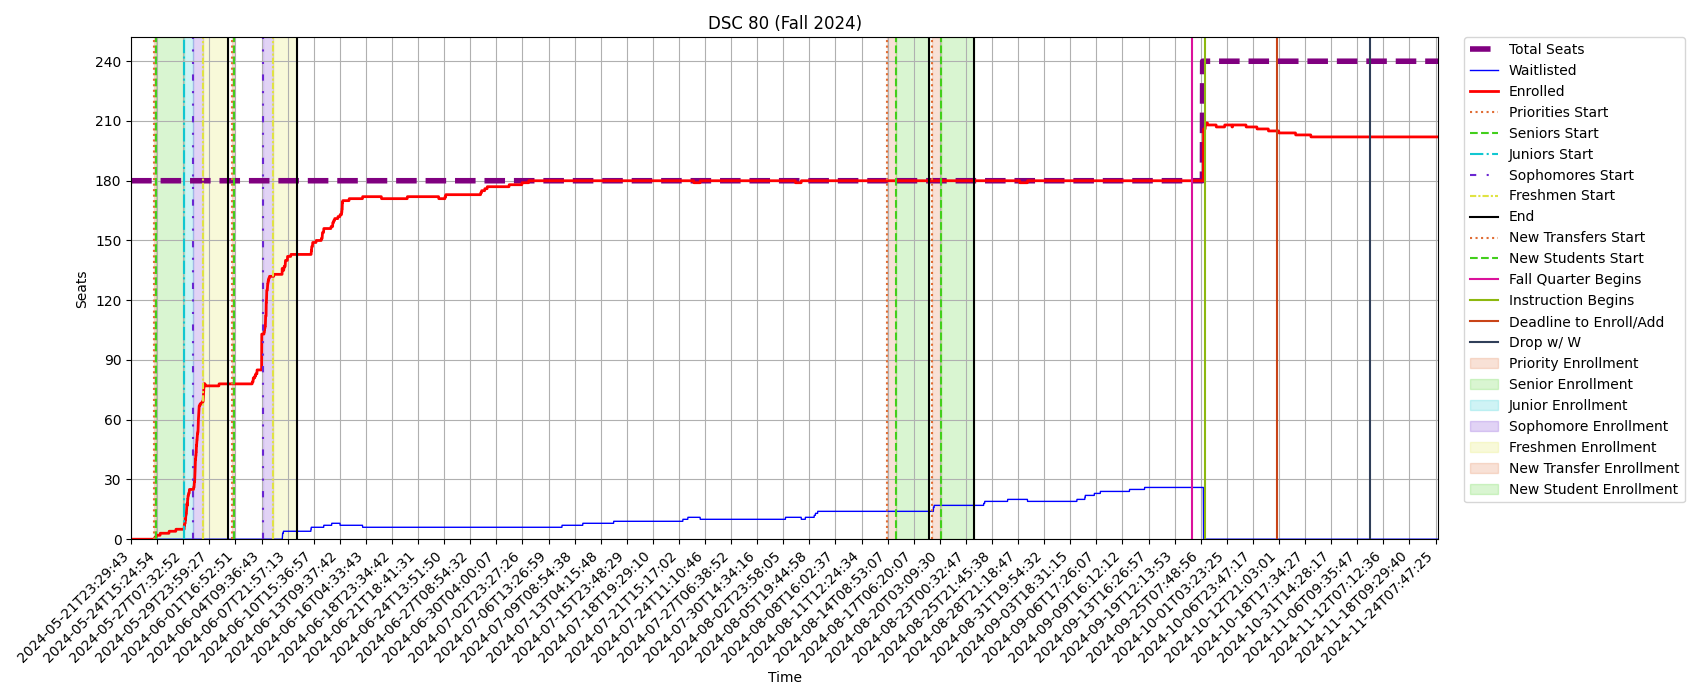 DSC 80 (Fall 2024)
Seats
240
210
180
150
120
90
60
30
0
2024-05-21T23:29:43
2024-05-24T15:24:54
2024-05-27T07:32:52
2024-05-29T23:59:27
2024-06-01T16:52:51
2024-06-04T09:36:43
2024-06-07T21:57:13
2024-06-10T15:36:57
2024-06-13T09:37:42
2024-06-16T04:33:43
2024-06-18T23:34:42
2024-06-21T18:41:31
2024-06-24T13:51:50
2024-06-27T08:54:32
2024-06-30T04:00:07
2024-07-02T23:27:26
2024-07-06T13:26:59
2024-07-09T08:54:38
2024-07-13T04:15:48
2024-07-15T23:48:29
2024-07-18T19:29:10
2024-07-21T15:17:02
2024-07-24T11:10:46
2024-07-27T06:38:52
2024-07-30T14:34:16
2024-08-02T23:58:05
2024-08-05T19:44:58
2024-08-08T16:02:37
2024-08-11T12:24:34
2024-08-14T08:53:07
2024-08-17T06:20:07
2024-08-20T03:09:30
2024-08-23T00:32:47
2024-08-25T21:45:38
2024-08-28T21:18:47
2024-08-31T19:54:32
2024-09-03T18:31:15
2024-09-06T17:26:07
2024-09-09T16:12:12
2024-09-13T16:26:57
2024-09-19T12:13:53
2024-09-25T07:48:56
2024-10-01T03:23:25
2024-10-06T23:47:17
2024-10-12T21:03:01
2024-10-18T17:34:27
2024-10-31T14:28:17
2024-11-06T09:35:47
2024-11-12T07:12:36
2024-11-18T09:29:40
2024-11-24T07:47:25
Time
Total Seats
Waitlisted
Enrolled
Priorities Start
Seniors Start
Juniors Start
Sophomores Start
Freshmen Start
End
New Transfers Start
New Students Start
Fall Quarter Begins
Instruction Begins
Deadline to Enroll/Add
Drop w/ W
Priority Enrollment
Senior Enrollment
Junior Enrollment
Sophomore Enrollment
Freshmen Enrollment
New Transfer Enrollment
New Student Enrollment